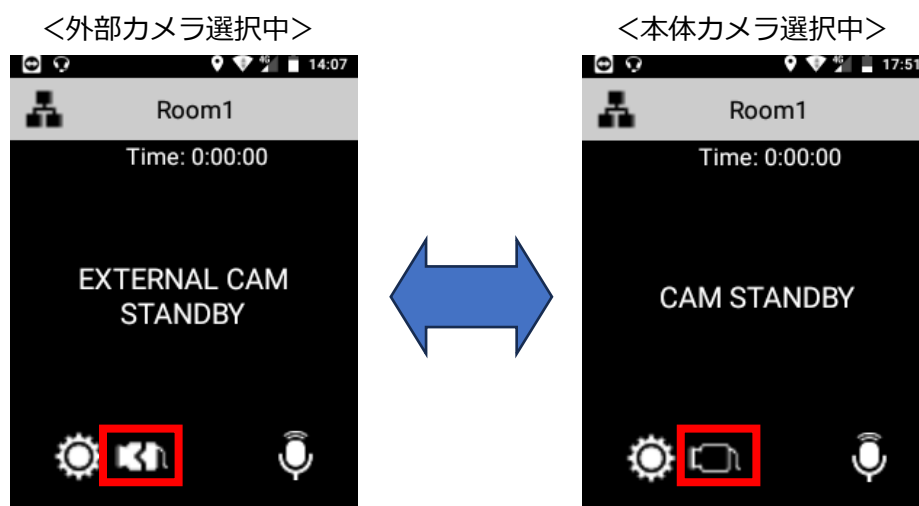 <外部カメラ選択中>
14:07
Room1
Time: 0:00:00
EXTERNAL CAM
STANDBY
<本体カメラ選択中>
17:51
Room1
Time: 0:00:00
CAM STANDBY